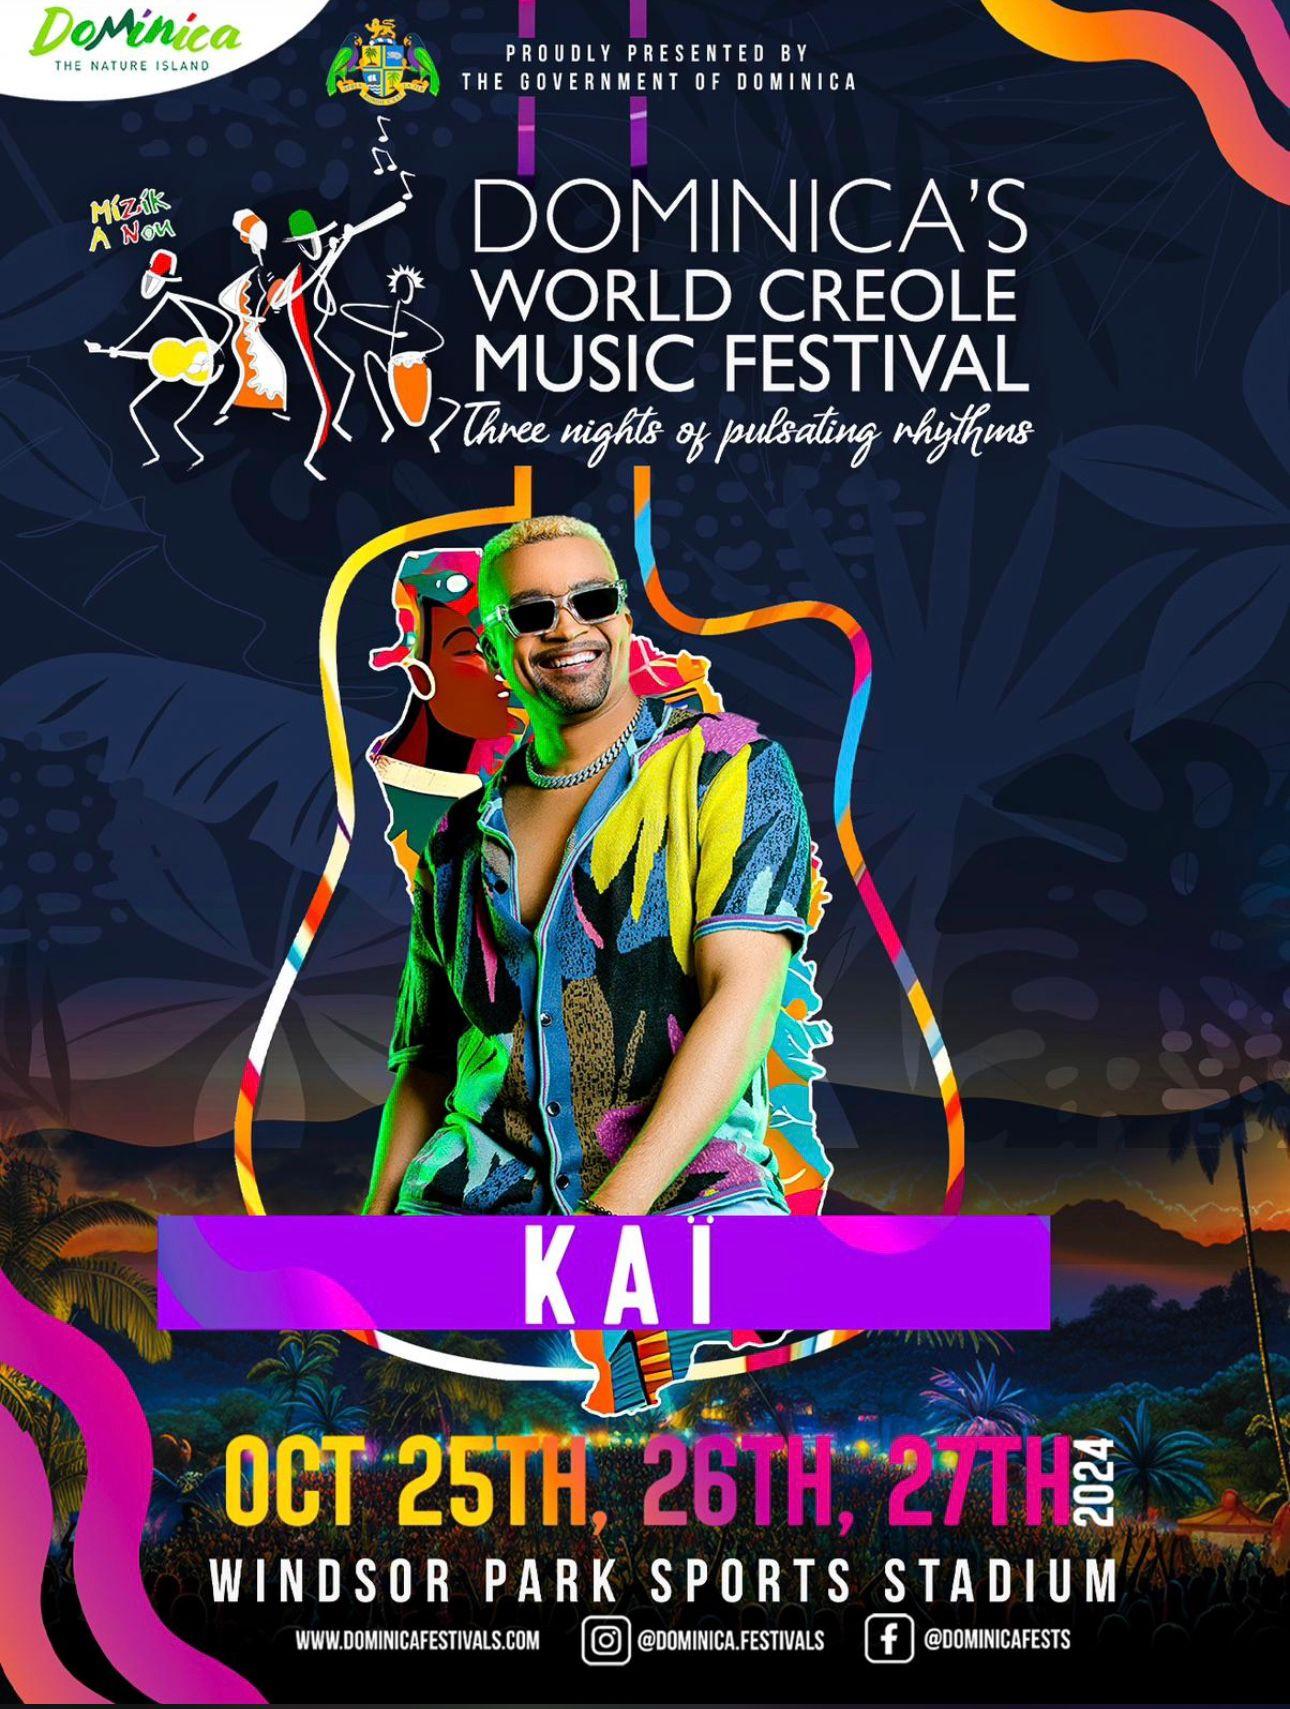 Dominica
THE NATURE ISLAND
PROUDLY PRESENTED BY
THE GOVERNMENT OF DOMINICA
Mizik
A Nou
DOMINICA'S
WORLD CREOLE
MUSIC FESTIVAL
Three nights of pulsating rhythms
KAÏ
OCT 25TH, 26TH, 27TH 2024
WINDSOR PARK SPORTS STADIUM
WWW.DOMINICAFESTIVALS.COM @DOMINICA.FESTIVALS @DOMINICAFESTS